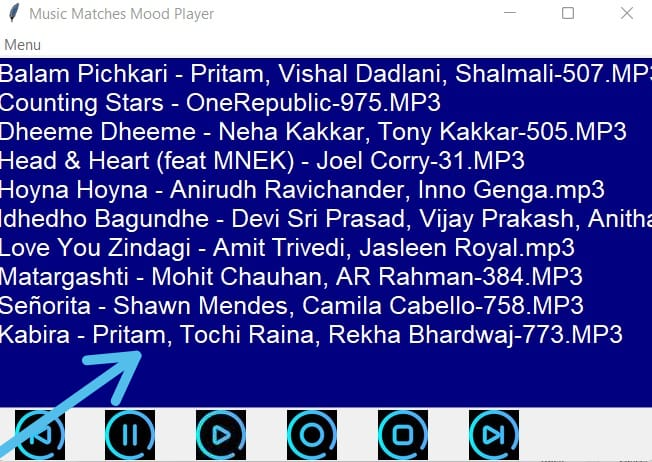 Music Matches Mood Player
Menu
Balam Pichkari - Pritam, Vishal Dadlani, Shalmali-507.MP3
Counting Stars - OneRepublic-975.MP3
Dheeme Dheeme - Neha Kakkar, Tony Kakkar-505.MP3
Head & Heart (feat MNEK) - Joel Corry-31.MP3
Hoyna Hoyna - Anirudh Ravichander, Inno Genga.mp3
Idhedho Bagundhe - Devi Sri Prasad, Vijay Prakash, Anitha
Love You Zindagi - Amit Trivedi, Jasleen Royal.mp3
Matargashti - Mohit Chauhan, AR Rahman-384.MP3
Señorita - Shawn Mendes, Camila Cabello-758.MP3
Kabira - Pritam, Tochi Raina, Rekha Bhardwaj-773.MP3